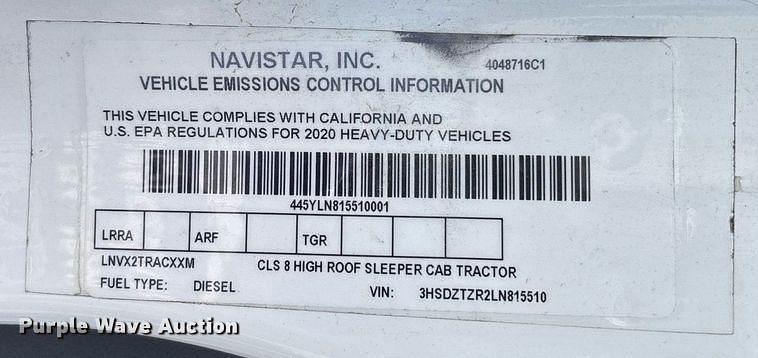 NAVISTAR, INC.
4048716C1
VEHICLE EMISSIONS CONTROL INFORMATION
THIS VEHICLE COMPLIES WITH CALIFORNIA AND
U.S. EPA REGULATIONS FOR 2020 HEAVY-DUTY VEHICLES
445YLN815510001
LRRA ARF TGR
LNVX2TRACXXM CLS 8 HIGH ROOF SLEEPER CAB TRACTOR
FUEL TYPE: DIESEL VIN: 3HSDZTZR2LN815510
Purple Wave Auction